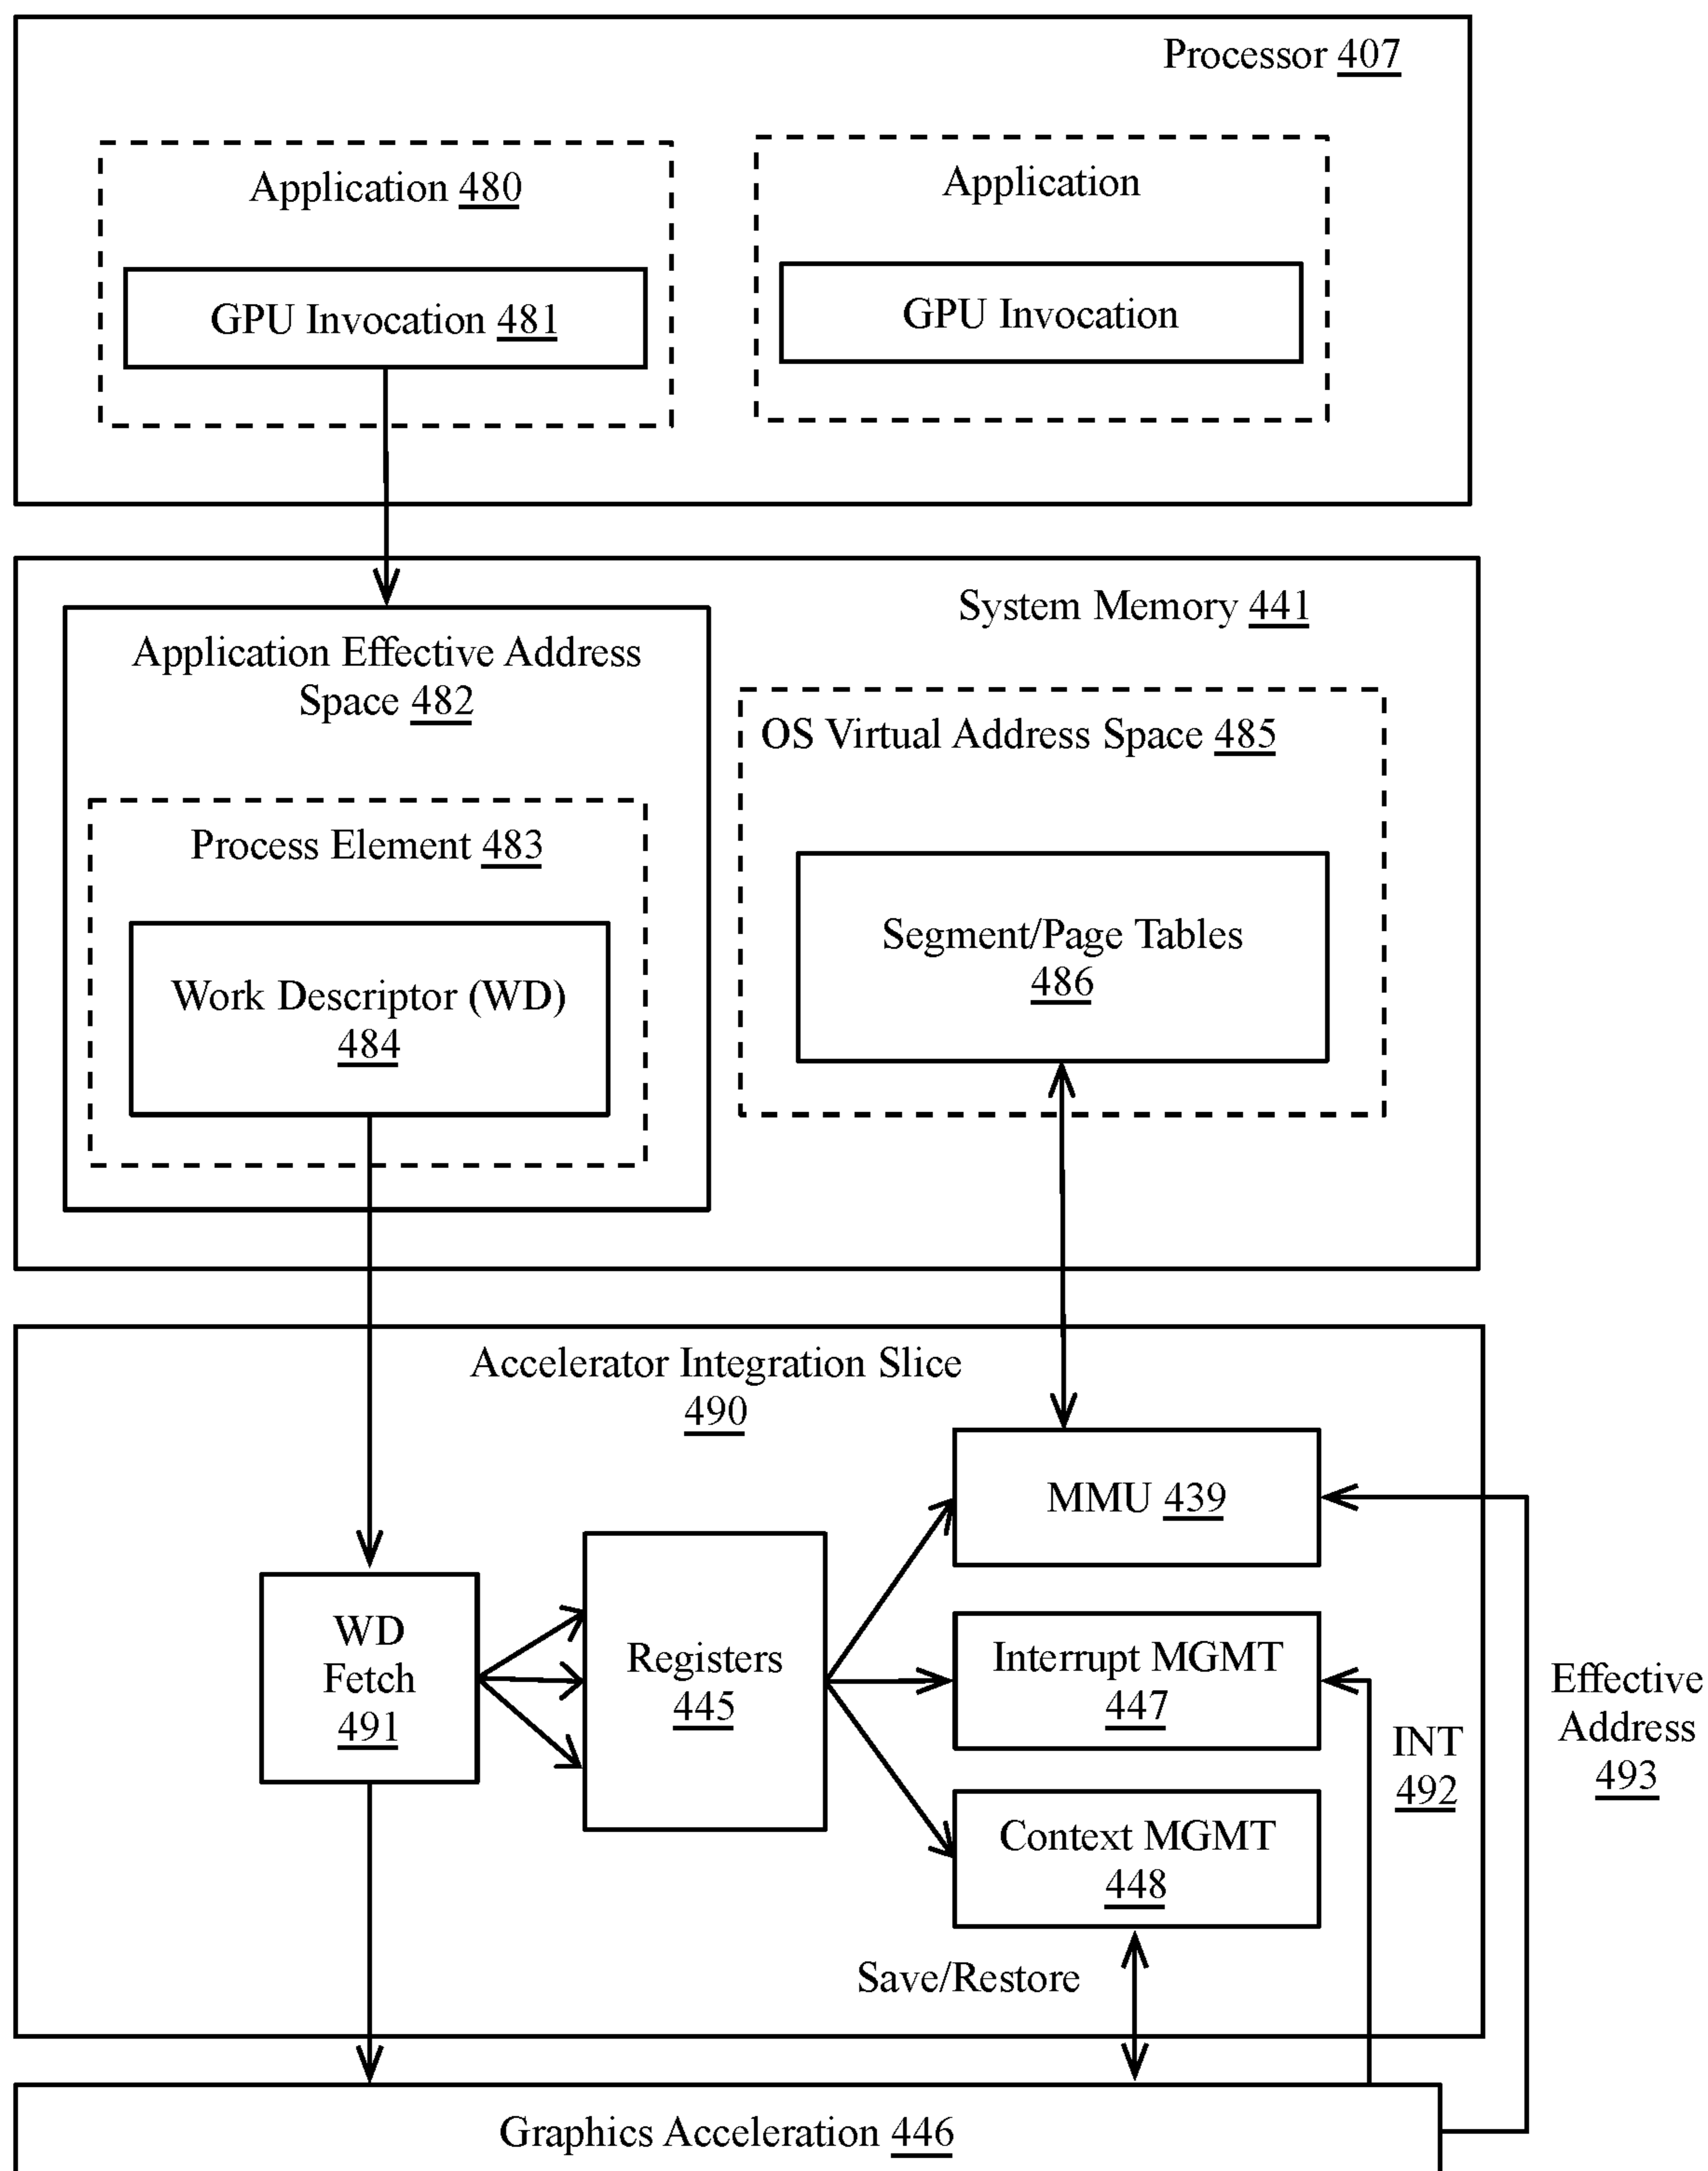 Processor 407
Application 480
Application
GPU Invocation 481
GPU Invocation
System Memory 441
Application Effective Address
Space 482
OS Virtual Address Space 485
Process Element 483
Segment/Page Tables
486
Work Descriptor (WD)
484
Accelerator Integration Slice
490
MMU 439
WD
Fetch
491
Registers
445
Interrupt MGMT
447
Effective
Address
493
INT
492
Context MGMT
448
Save/Restore
Graphics Acceleration 446